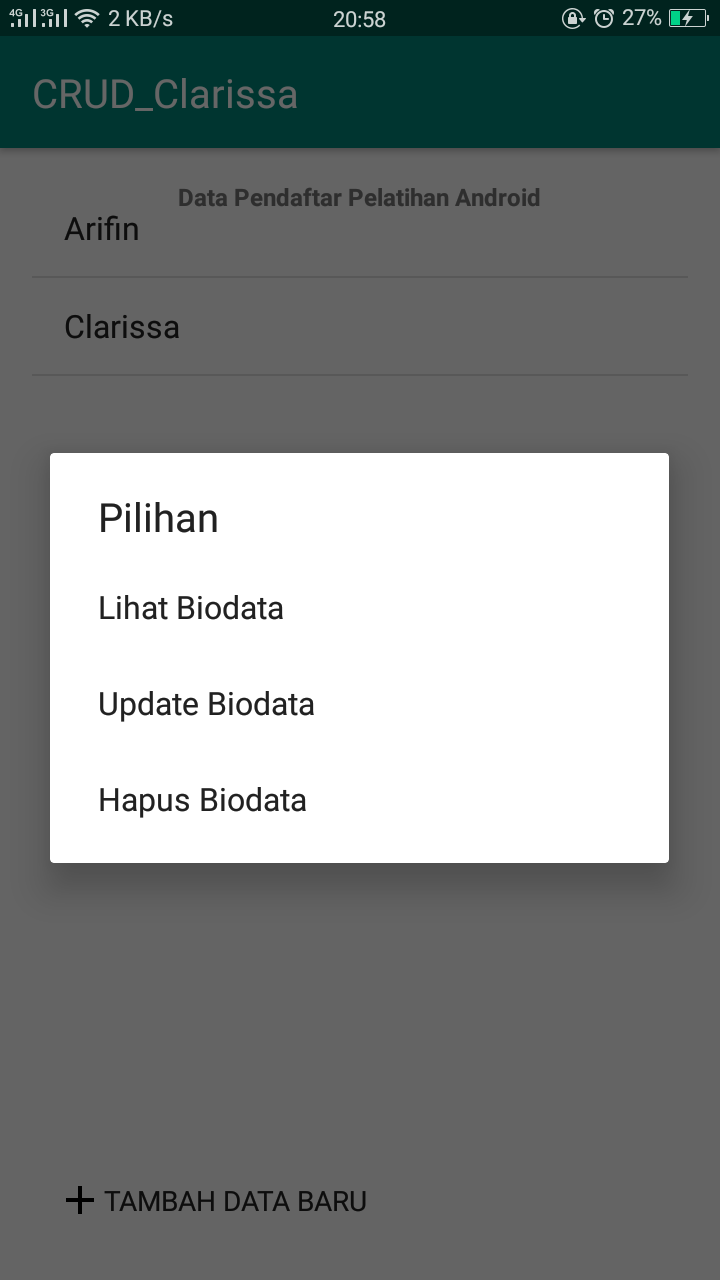 4G 3G 2 KB/s 20:58 27%
CRUD_Clarissa
Data Pendaftar Pelatihan Android
Arifin
Clarissa
Pilihan
Lihat Biodata
Update Biodata
Hapus Biodata
TAMBAH DATA BARU